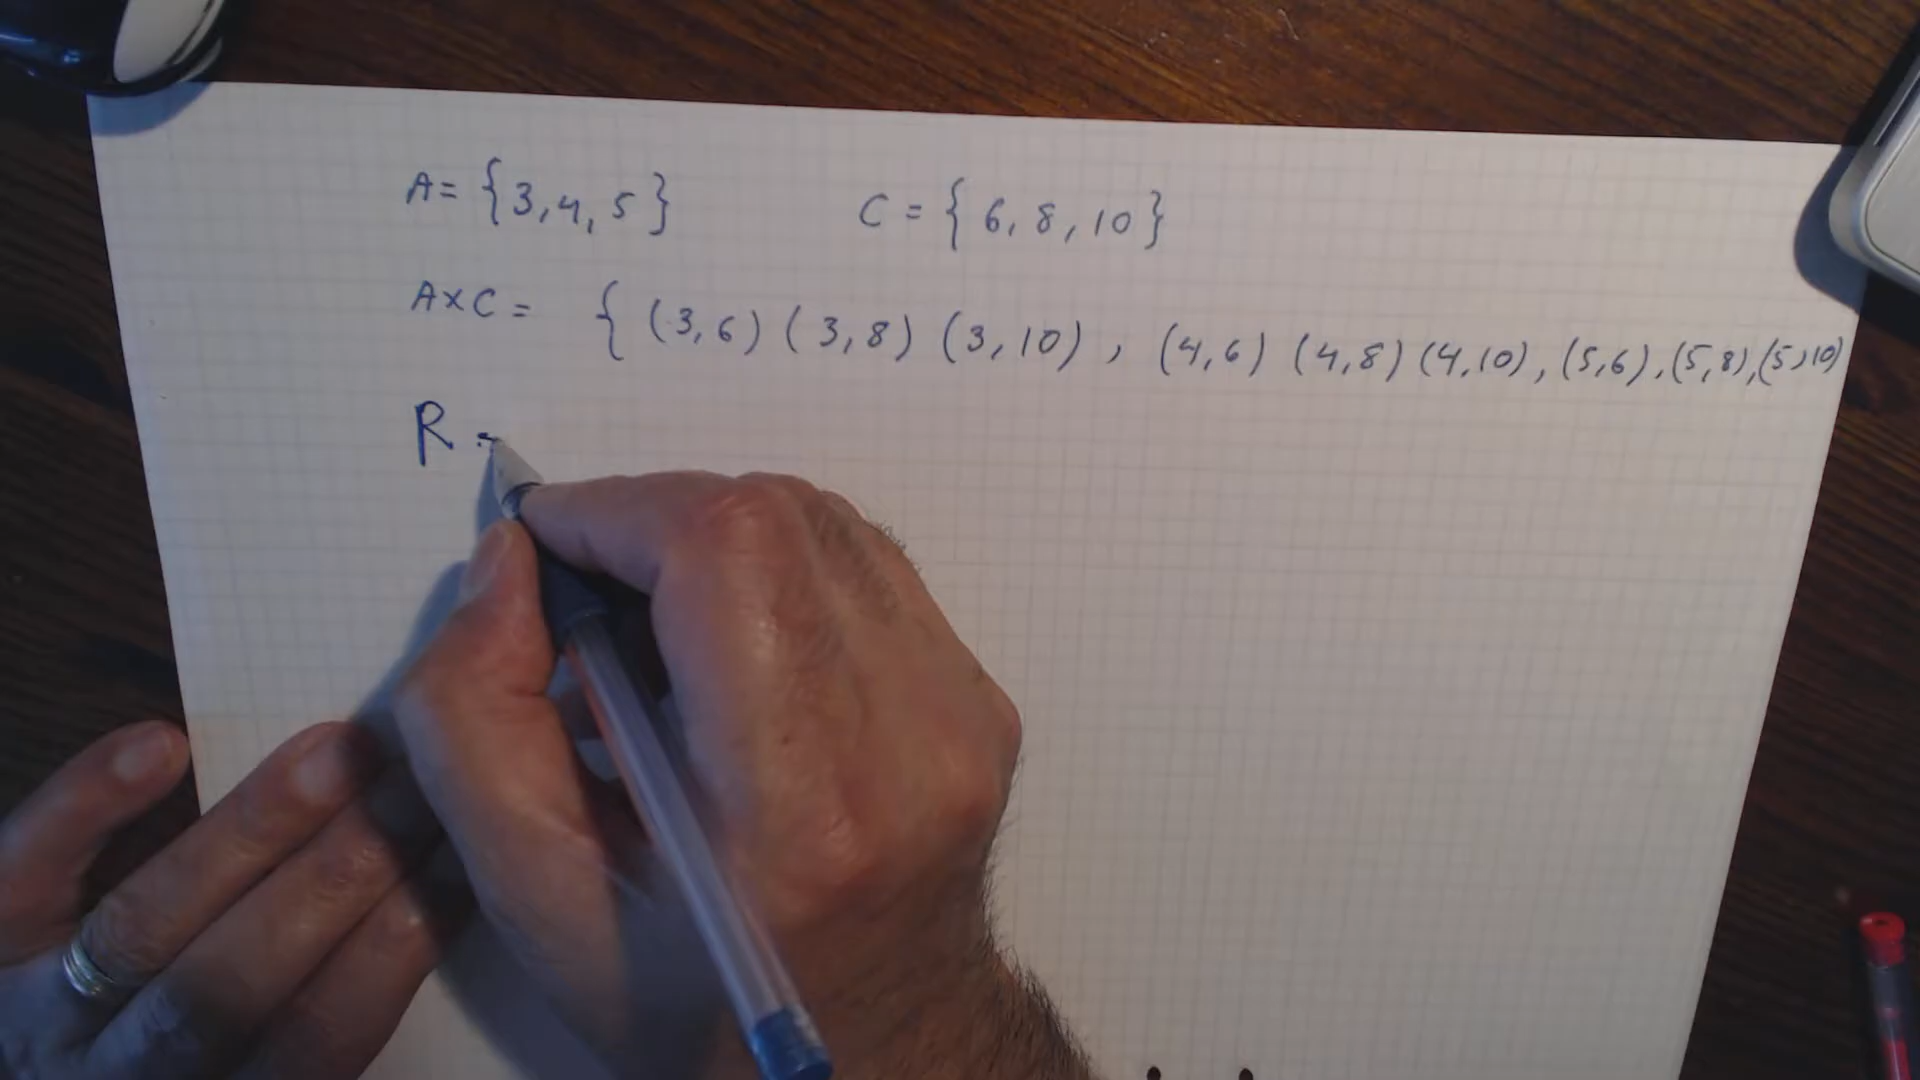 A = {3,4,5} C = {6,8,10}
A×C = { (3,6) (3,8) (3,10) , (4,6) (4,8) (4,10), (5,6), (5,8), (5,10)
R =